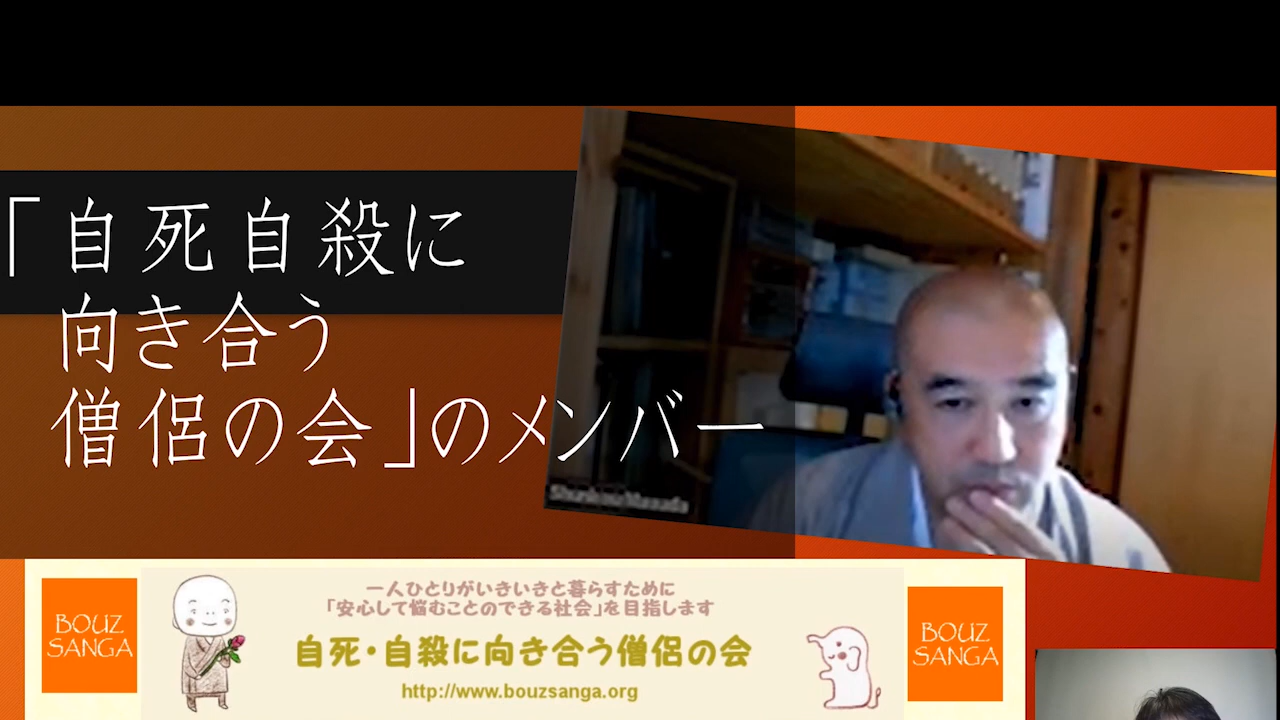 「自死自殺に
向き合う
僧侶の会」のメンバー
BOUZ
SANGA
一人ひとりがいきいきと暮らすために
「安心して悩むことのできる社会」を目指します
自死・自殺に向き合う僧侶の会
http://www.bouzsanga.org
BOUZ
SANGA